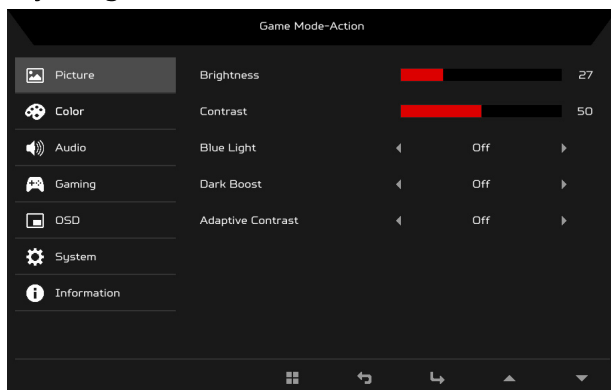 Game Mode-Action
Picture
Brightness 27
Color
Contrast 50
Audio
Blue Light Off
Gaming
Dark Boost Off
OSD
Adaptive Contrast Off
System
Information